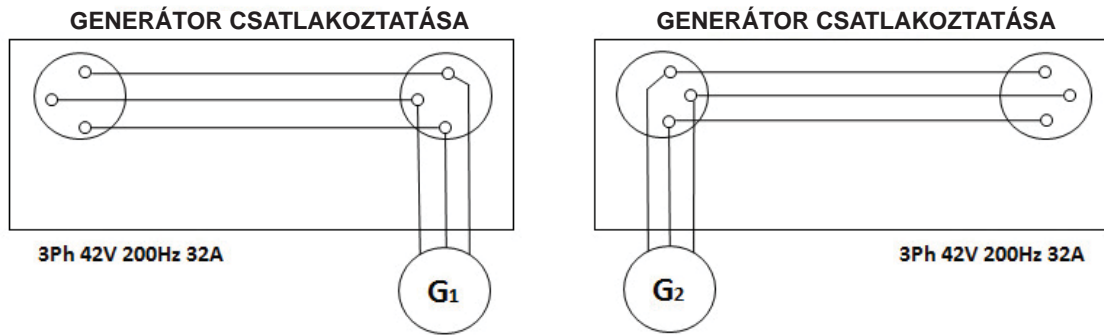 GENERÁTOR CSATLAKOZTATÁSA
3Ph 42V 200Hz 32A
G1
GENERÁTOR CSATLAKOZTATÁSA
3Ph 42V 200Hz 32A
G2